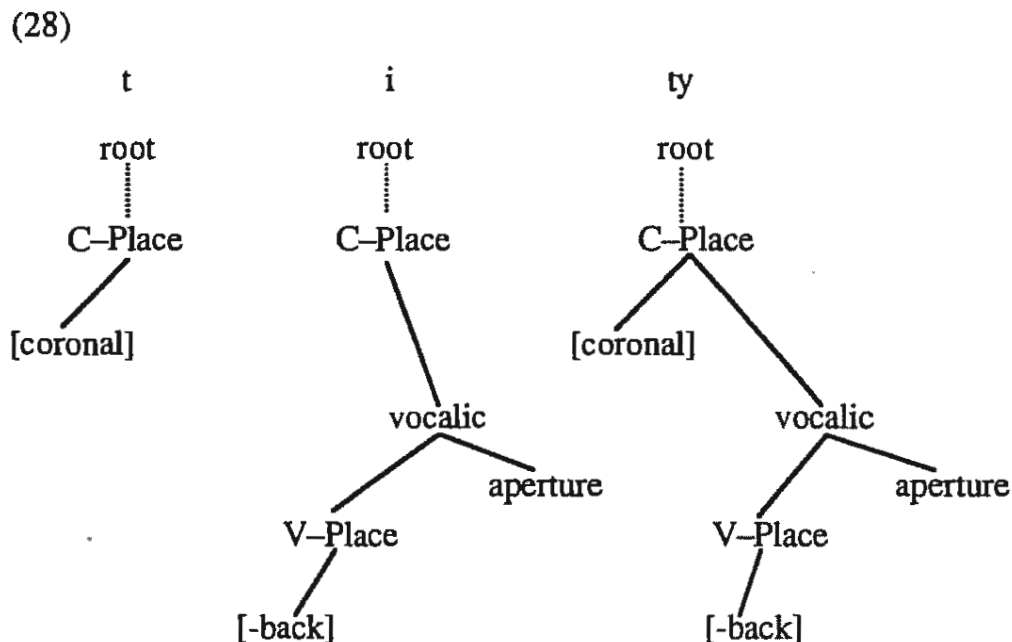 (28)
t i ty
root root root
C–Place C–Place C–Place
[coronal] [coronal]
vocalic vocalic
aperture aperture
V–Place V–Place
[-back] [-back]